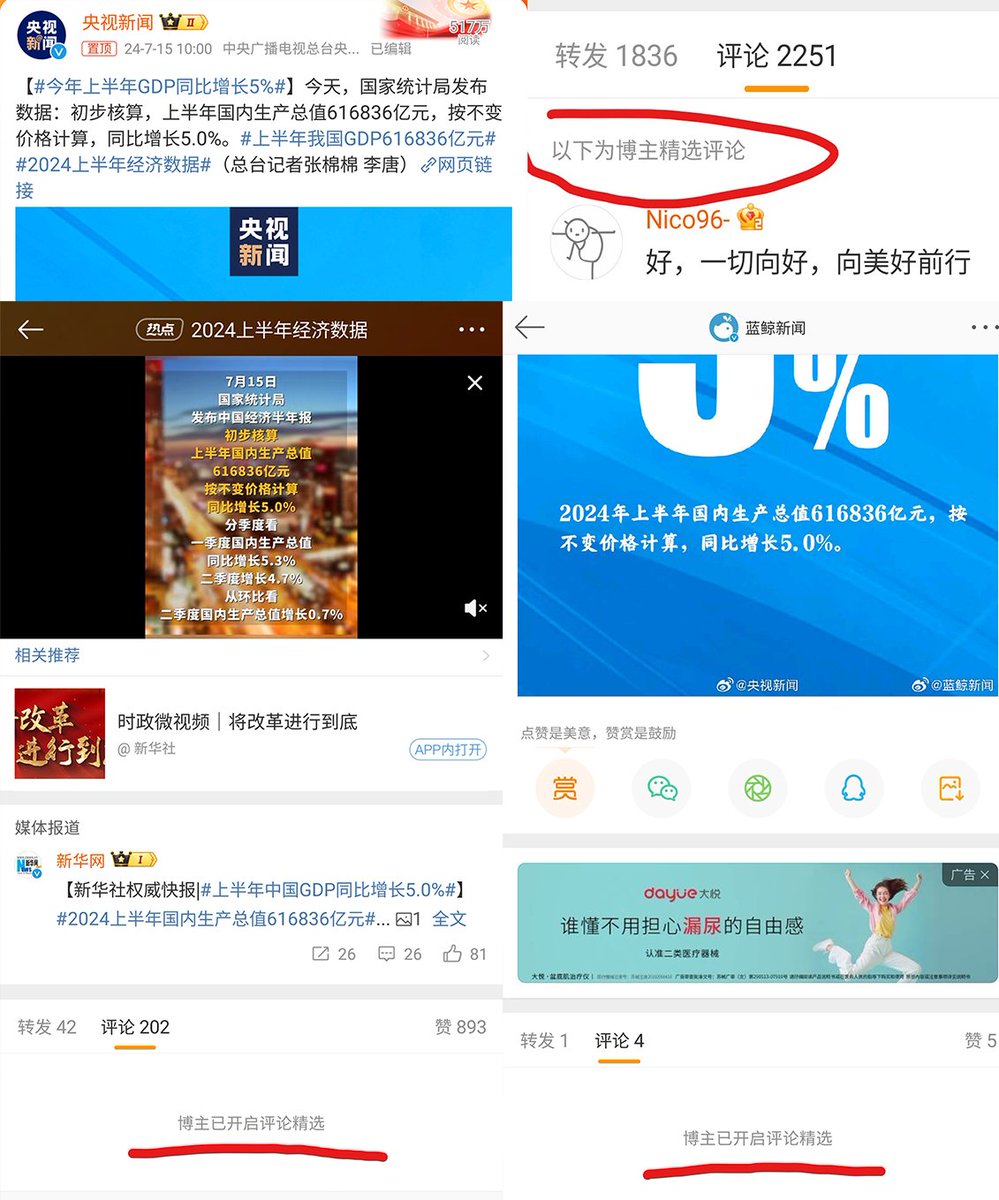 央视新闻
央视新闻 II
置顶 24-7-15 10:00 中央广播电视总台央... 已编辑
517万
阅读
【#今年上半年GDP同比增长5%#】今天，国家统计局发布
数据：初步核算，上半年国内生产总值616836亿元，按不变
价格计算，同比增长5.0%。#上半年我国GDP616836亿元#
#2024上半年经济数据#（总台记者张棉棉 李唐）网页链
接
央视
新闻
转发 1836 评论 2251
以下为博主精选评论
Nico96-
好，一切向好，向美好前行
热点 2024上半年经济数据
7月15日
国家统计局
发布中国经济半年报
初步核算
上半年国内生产总值
616836亿元
按不变价格计算
同比增长5.0%
分季度看
一季度国内生产总值
同比增长5.3%
二季度增长4.7%
从环比看
二季度国内生产总值增长0.7%
相关推荐
改革
进行到
时政微视频｜将改革进行到底
@ 新华社
APP内打开
媒体报道
新华网 I
【新华社权威快报|#上半年中国GDP同比增长5.0%#】
#2024上半年国内生产总值616836亿元#... 1 全文
26 26 81
转发 42 评论 202 赞 893
博主已开启评论精选
蓝鲸新闻
5%
2024年上半年国内生产总值616836亿元，按
不变价格计算，同比增长5.0%。
@央视新闻 @蓝鲸新闻
点赞是美意，赞赏是鼓励
赏
广告
dayue大悦
谁懂不用担心漏尿的自由感
认准二类医疗器械
大悦·盆底肌治疗仪
转发 1 评论 4 赞 5
博主已开启评论精选